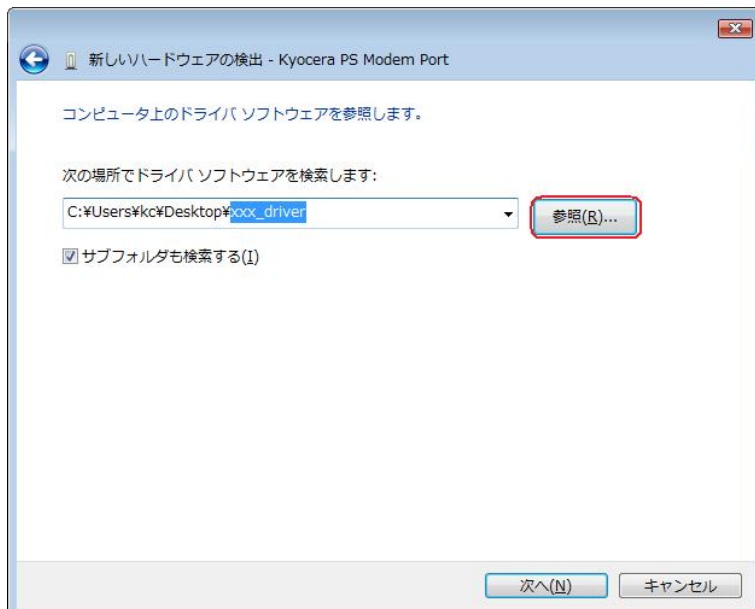 新しいハードウェアの検出 - Kyocera PS Modem Port
コンピュータ上のドライバ ソフトウェアを参照します。
次の場所でドライバ ソフトウェアを検索します:
C:¥Users¥kc¥Desktop¥xxx_driver
参照(R)...
サブフォルダも検索する(I)
次へ(N)
キャンセル